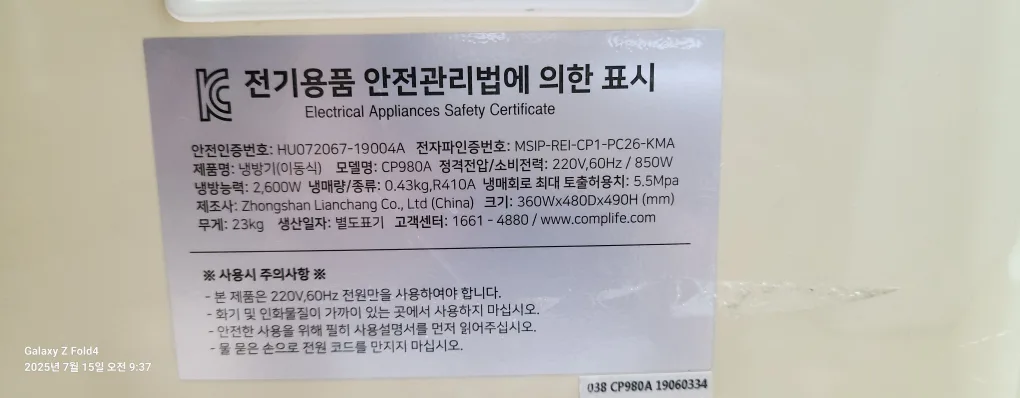 전기용품 안전관리법에 의한 표시
Electrical Appliances Safety Certificate
안전인증번호: HU072067-19004A 전자파인증번호: MSIP-REI-CP1-PC26-KMA
제품명: 냉방기(이동식) 모델명: CP980A 정격전압/소비전력: 220V,60Hz / 850W
냉방능력: 2,600W 냉매량/종류: 0.43kg,R410A 냉매회로 최대 토출허용치: 5.5Mpa
제조사: Zhongshan Lianchang Co., Ltd (China) 크기: 360Wx480Dx490H (mm)
무게: 23kg 생산일자: 별도표기 고객센터: 1661 - 4880 / www.complife.com
※ 사용시 주의사항 ※
- 본 제품은 220V,60Hz 전원만을 사용하여야 합니다.
- 화기 및 인화물질이 가까이 있는 곳에서 사용하지 마십시오.
- 안전한 사용을 위해 필히 사용설명서를 먼저 읽어주십시오.
- 물 묻은 손으로 전원 코드를 만지지 마십시오.
Galaxy Z Fold4
2025년 7월 15일 오전 9:37
038 CP980A 19060334